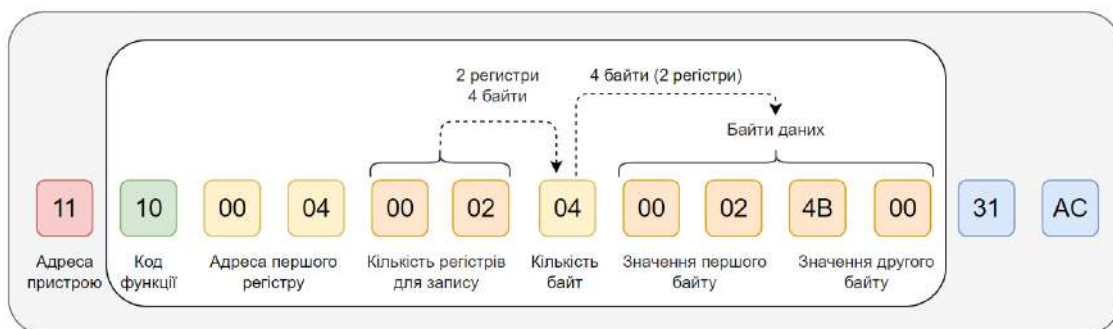 2 регистри
4 байти
4 байти (2 регістри)
Байти даних
11 10 00 04 00 02 04 00 02 4B 00 31 AC
Адреса
пристрою
Код
функції
Адреса першого
регістру
Кількість регістрів
для запису
Кількість
байт
Значення першого
байту
Значення другого
байту